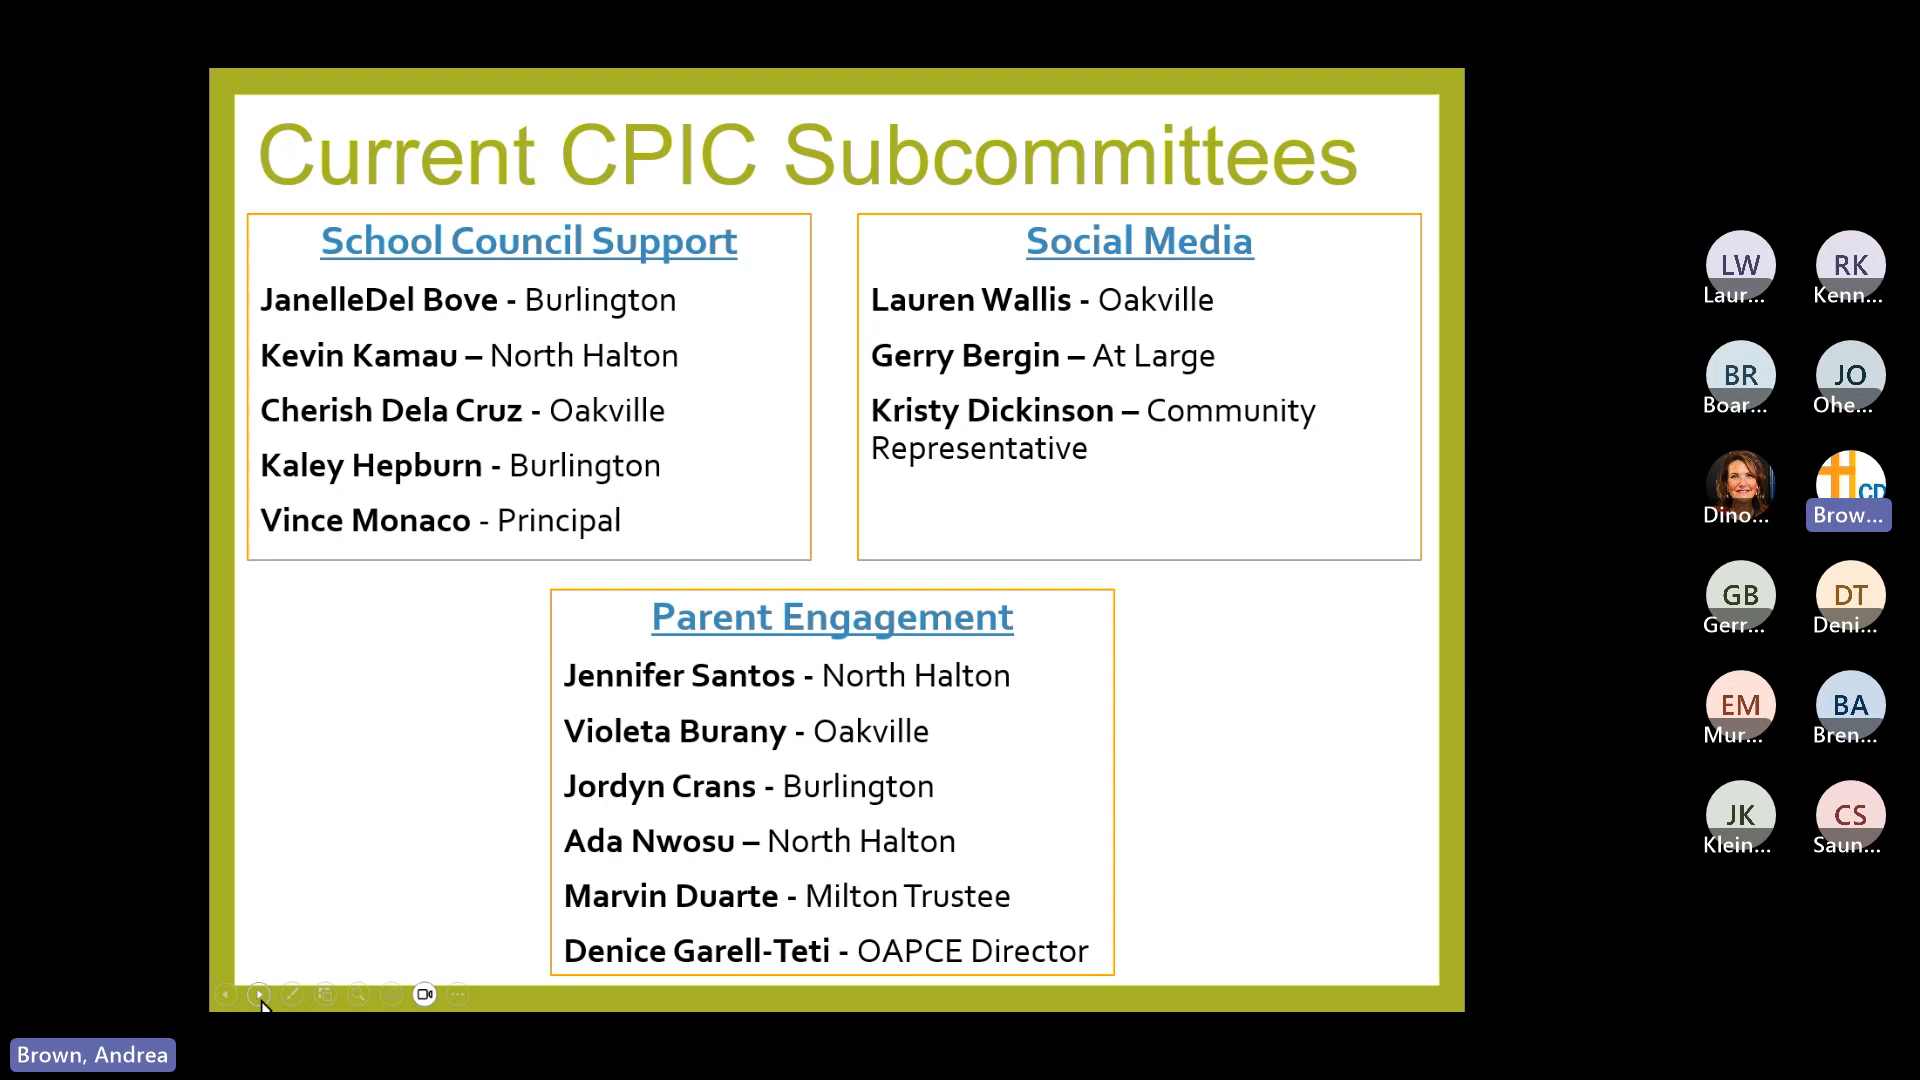 Current CPIC Subcommittees
School Council Support
JanelleDel Bove - Burlington
Kevin Kamau – North Halton
Cherish Dela Cruz - Oakville
Kaley Hepburn - Burlington
Vince Monaco - Principal
Social Media
Lauren Wallis - Oakville
Gerry Bergin – At Large
Kristy Dickinson – Community
Representative
Parent Engagement
Jennifer Santos - North Halton
Violeta Burany - Oakville
Jordyn Crans - Burlington
Ada Nwosu – North Halton
Marvin Duarte - Milton Trustee
Denice Garell-Teti - OAPCE Director
LW
Laur...
RK
Kenn...
BR
Boar...
JO
Ohe...
Dino...
HCD
Brow...
GB
Gerr...
DT
Deni...
EM
Mur...
BA
Bren...
JK
Klein...
CS
Saun...
Brown, Andrea